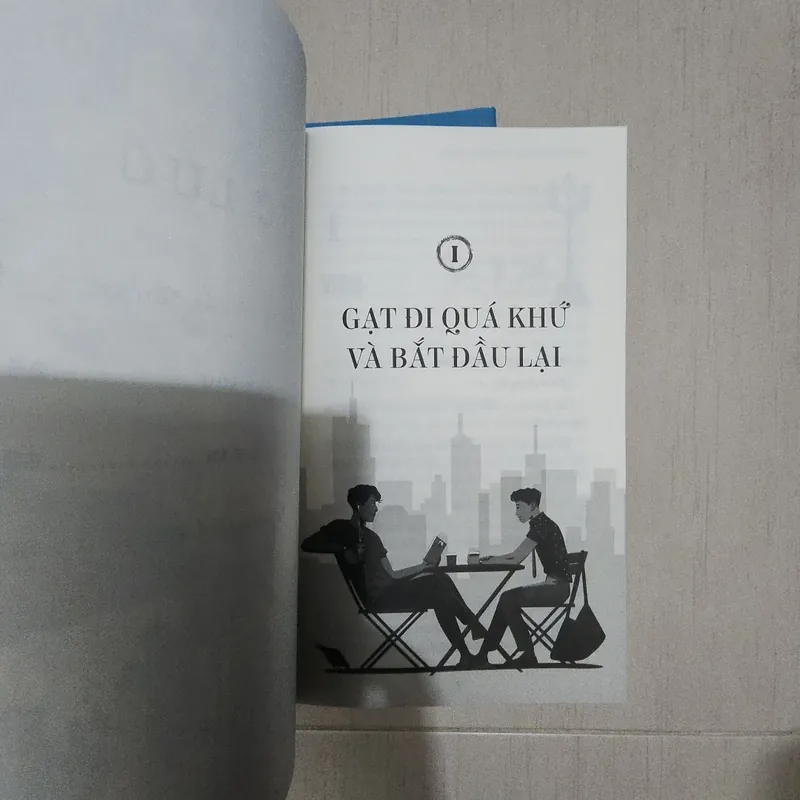 I
GẠT ĐI QUÁ KHỨ
VÀ BẮT ĐẦU LẠI